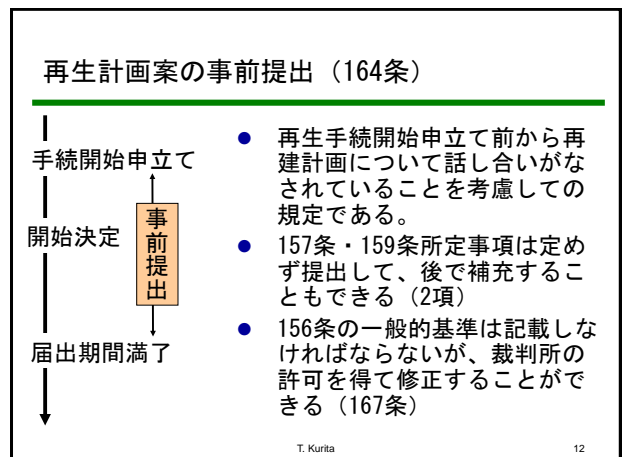 再生計画案の事前提出（164条）
手続開始申立て
開始決定
事前提出
届出期間満了
● 再生手続開始申立て前から再
建計画について話し合いがな
されていることを考慮しての
規定である。
● 157条・159条所定事項は定め
ず提出して、後で補充するこ
ともできる（2項）
● 156条の一般的基準は記載しな
ければならないが、裁判所の
許可を得て修正することがで
きる（167条）
T. Kurita
12